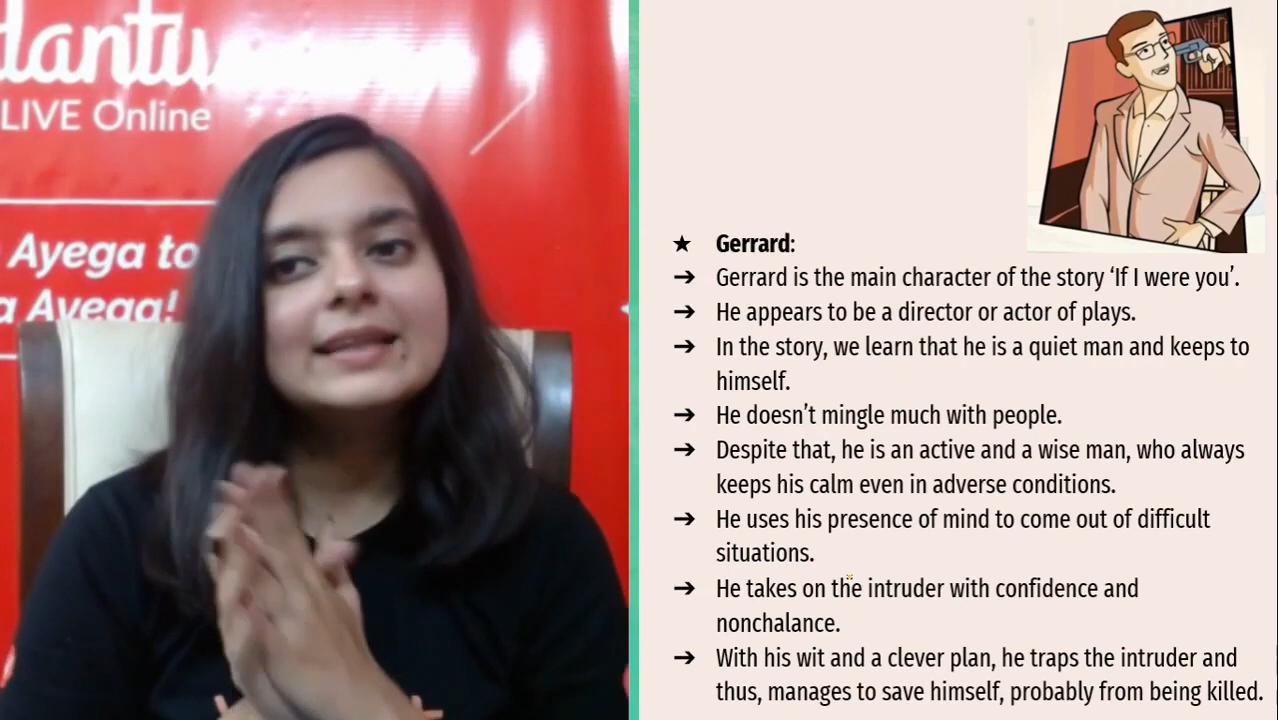 dantu
LIVE Online
Ayega to
a Ayega!
★ Gerrard:
➔ Gerrard is the main character of the story ‘If I were you’.
➔ He appears to be a director or actor of plays.
➔ In the story, we learn that he is a quiet man and keeps to
himself.
➔ He doesn’t mingle much with people.
➔ Despite that, he is an active and a wise man, who always
keeps his calm even in adverse conditions.
➔ He uses his presence of mind to come out of difficult
situations.
➔ He takes on the intruder with confidence and
nonchalance.
➔ With his wit and a clever plan, he traps the intruder and
thus, manages to save himself, probably from being killed.